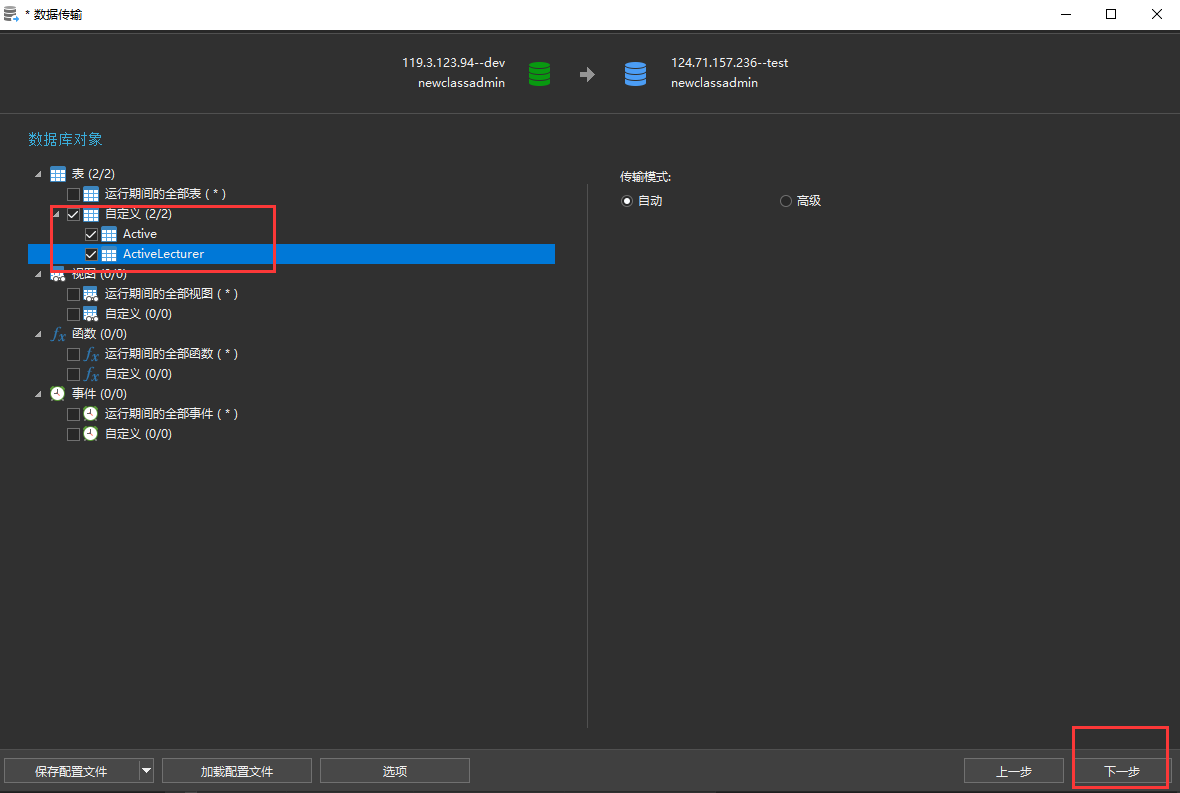 * 数据传输
119.3.123.94--dev
newclassadmin
124.71.157.236--test
newclassadmin
数据库对象
表 (2/2)
运行期间的全部表 ( * )
自定义 (2/2)
Active
ActiveLecturer
视图 (0/0)
运行期间的全部视图 ( * )
自定义 (0/0)
fx 函数 (0/0)
fx 运行期间的全部函数 ( * )
fx 自定义 (0/0)
事件 (0/0)
运行期间的全部事件 ( * )
自定义 (0/0)
传输模式:
自动
高级
保存配置文件
加载配置文件
选项
上一步
下一步